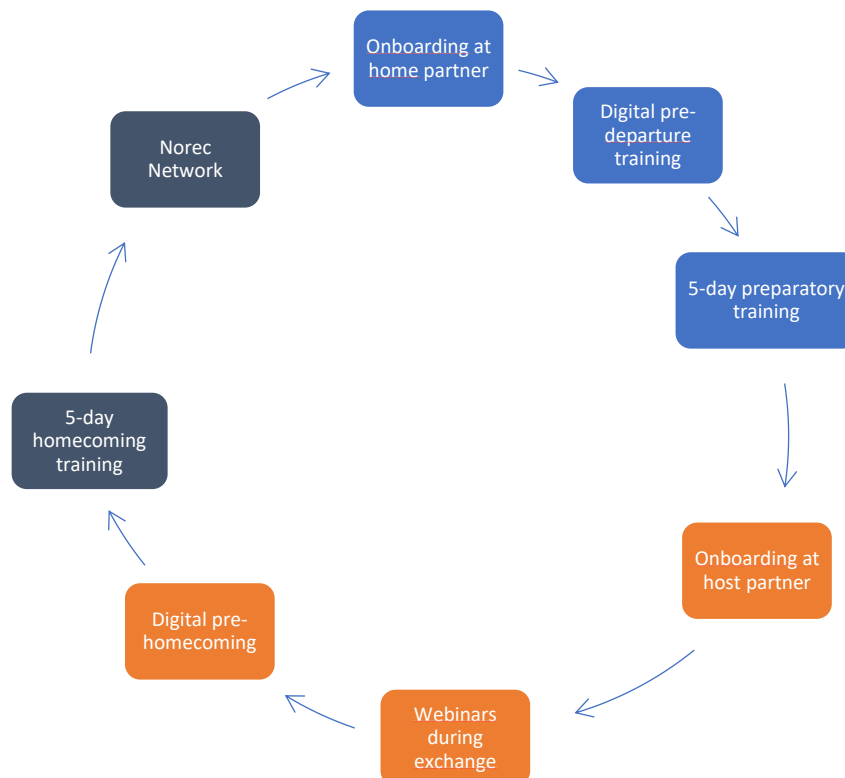 Onboarding at
home partner
Digital pre-
departure
training
5-day preparatory
training
Onboarding at
host partner
Webinars
during
exchange
Digital pre-
homecoming
5-day
homecoming
training
Norec
Network